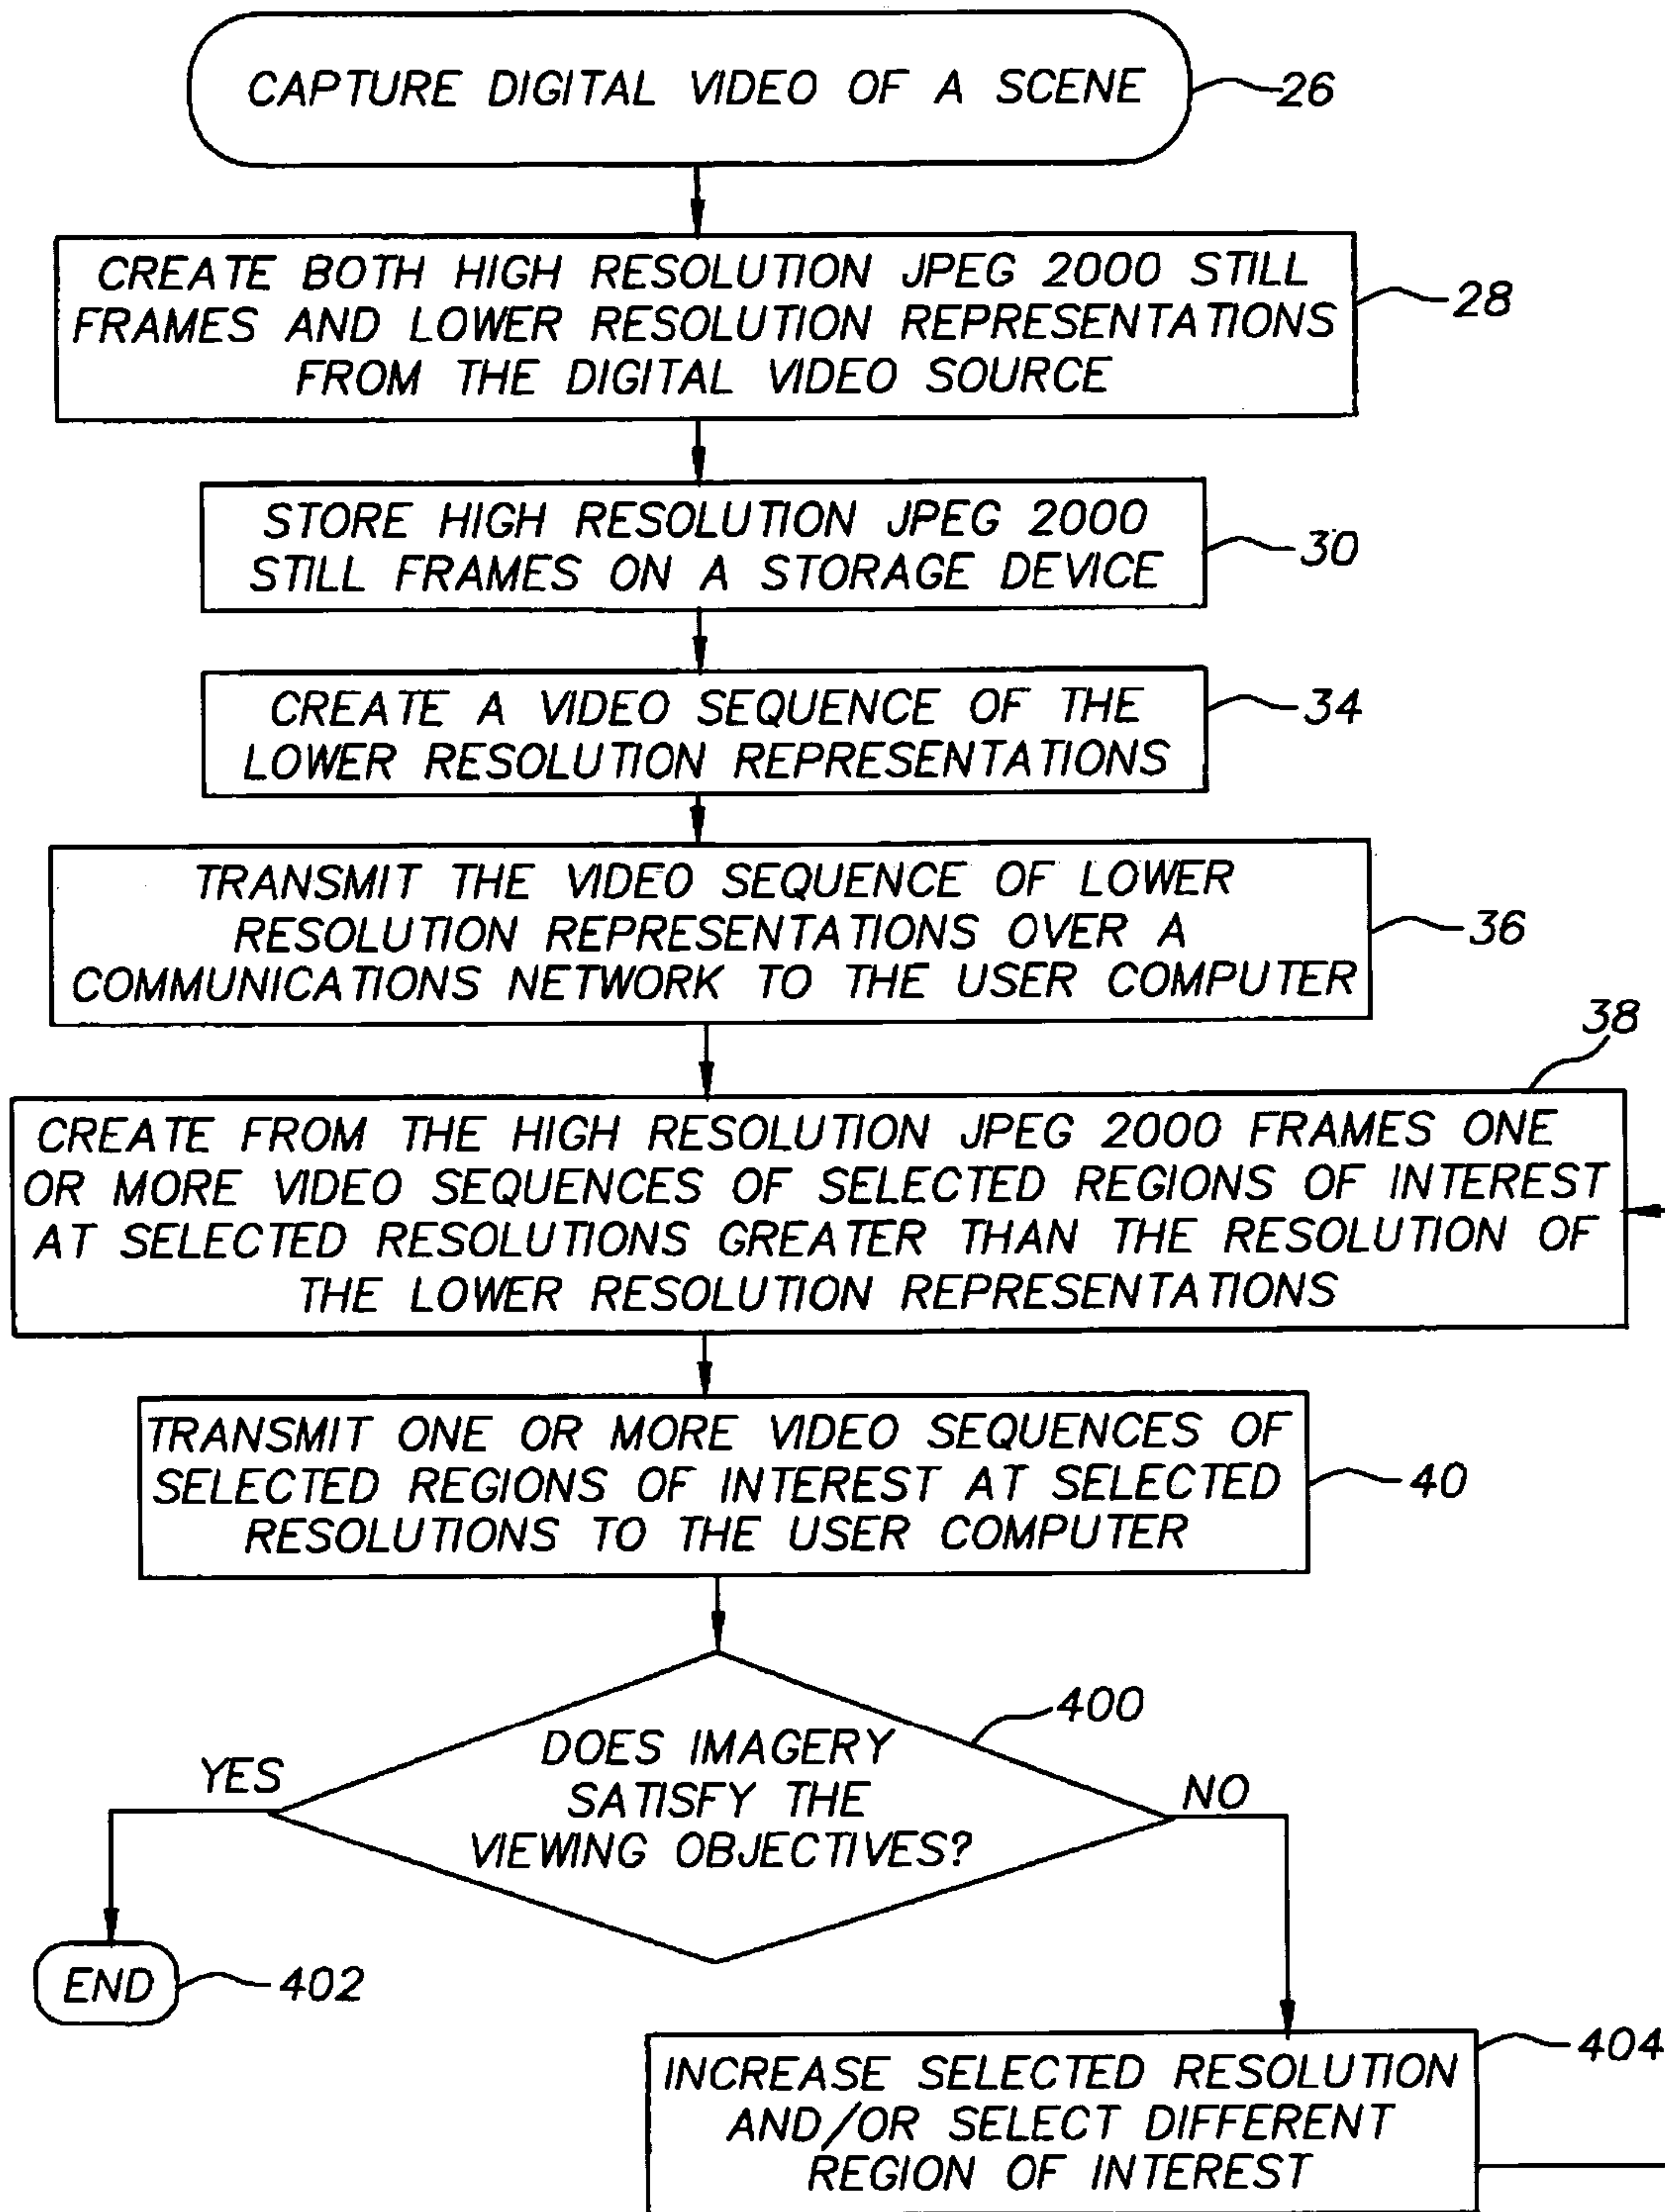 CAPTURE DIGITAL VIDEO OF A SCENE
26
CREATE BOTH HIGH RESOLUTION JPEG 2000 STILL
FRAMES AND LOWER RESOLUTION REPRESENTATIONS
FROM THE DIGITAL VIDEO SOURCE
28
STORE HIGH RESOLUTION JPEG 2000
STILL FRAMES ON A STORAGE DEVICE
30
CREATE A VIDEO SEQUENCE OF THE
LOWER RESOLUTION REPRESENTATIONS
34
TRANSMIT THE VIDEO SEQUENCE OF LOWER
RESOLUTION REPRESENTATIONS OVER A
COMMUNICATIONS NETWORK TO THE USER COMPUTER
36
38
CREATE FROM THE HIGH RESOLUTION JPEG 2000 FRAMES ONE
OR MORE VIDEO SEQUENCES OF SELECTED REGIONS OF INTEREST
AT SELECTED RESOLUTIONS GREATER THAN THE RESOLUTION OF
THE LOWER RESOLUTION REPRESENTATIONS
TRANSMIT ONE OR MORE VIDEO SEQUENCES OF
SELECTED REGIONS OF INTEREST AT SELECTED
RESOLUTIONS TO THE USER COMPUTER
40
400
DOES IMAGERY
SATISFY THE
VIEWING OBJECTIVES?
YES
NO
END
402
404
INCREASE SELECTED RESOLUTION
AND/OR SELECT DIFFERENT
REGION OF INTEREST